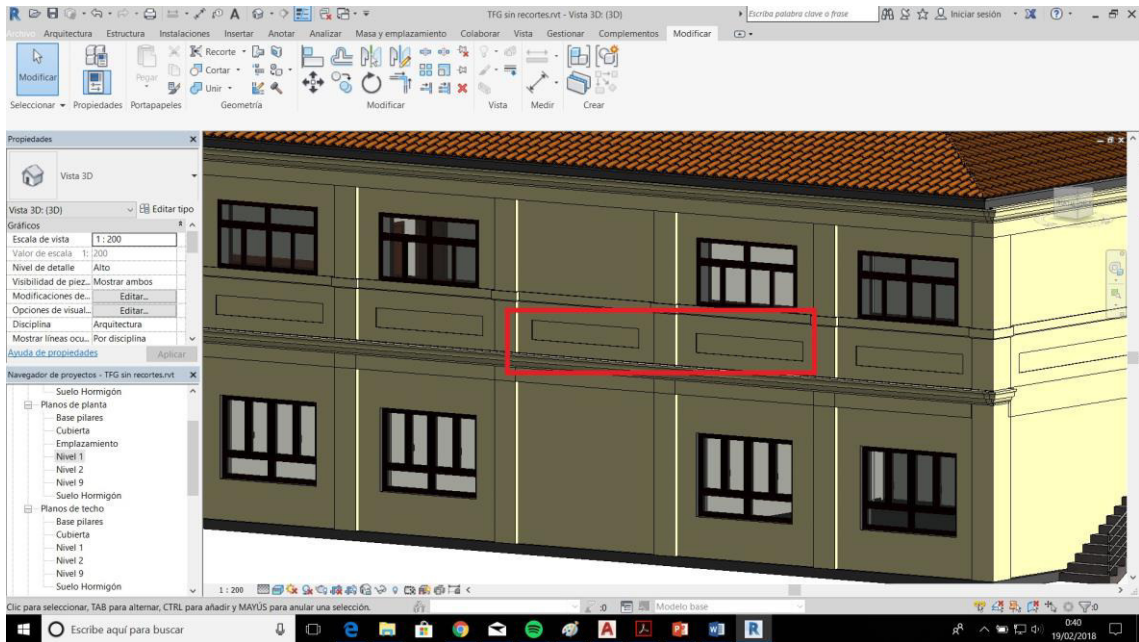 TFG sin recortes.rvt - Vista 3D: {3D}
Escriba palabra clave o frase
Iniciar sesión
Archivo Arquitectura Estructura Instalaciones Insertar Anotar Analizar Masa y emplazamiento Colaborar Vista Gestionar Complementos Modificar
Recorte
Modificar
Pegar
Cortar
Unir
Seleccionar Propiedades Portapapeles Geometría Modificar Vista Medir Crear
Propiedades
Vista 3D
Vista 3D: {3D} Editar tipo
Gráficos
Escala de vista 1 : 200
Valor de escala 1: 200
Nivel de detalle Alto
Visibilidad de piez... Mostrar ambos
Modificaciones de... Editar...
Opciones de visual... Editar...
Disciplina Arquitectura
Mostrar líneas ocu... Por disciplina
Ayuda de propiedades Aplicar
Navegador de proyectos - TFG sin recortes.rvt
Suelo Hormigón
Planos de planta
Base pilares
Cubierta
Emplazamiento
Nivel 1
Nivel 2
Nivel 9
Suelo Hormigón
Planos de techo
Base pilares
Cubierta
Nivel 1
Nivel 2
Nivel 9
Suelo Hormigón
1 : 200
Clic para seleccionar, TAB para alternar, CTRL para añadir y MAYÚS para anular una selección.
:0
Modelo base
:0
Escribe aquí para buscar
0:40
19/02/2018